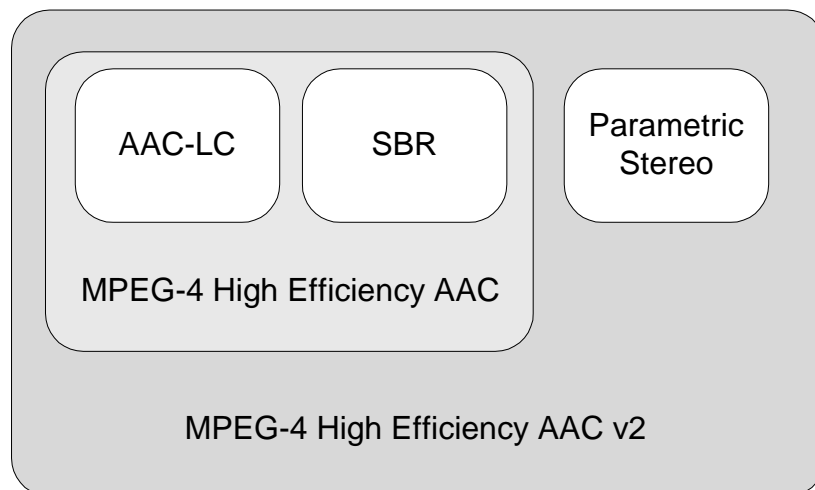 AAC-LC
SBR
Parametric
Stereo
MPEG-4 High Efficiency AAC
MPEG-4 High Efficiency AAC v2